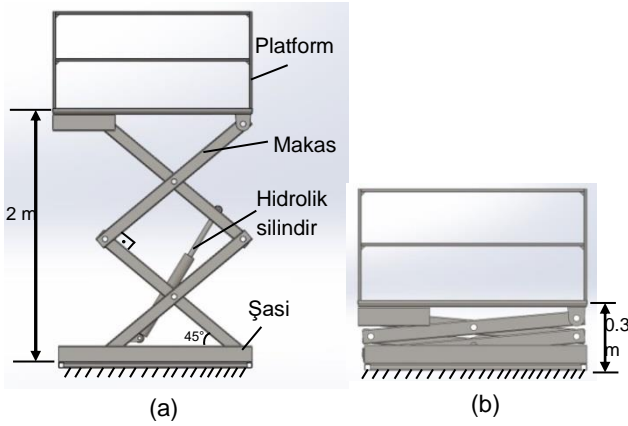 Platform
Makas
Hidrolik
silindir
2 m
Şasi
45°
0.3
m
(a)
(b)